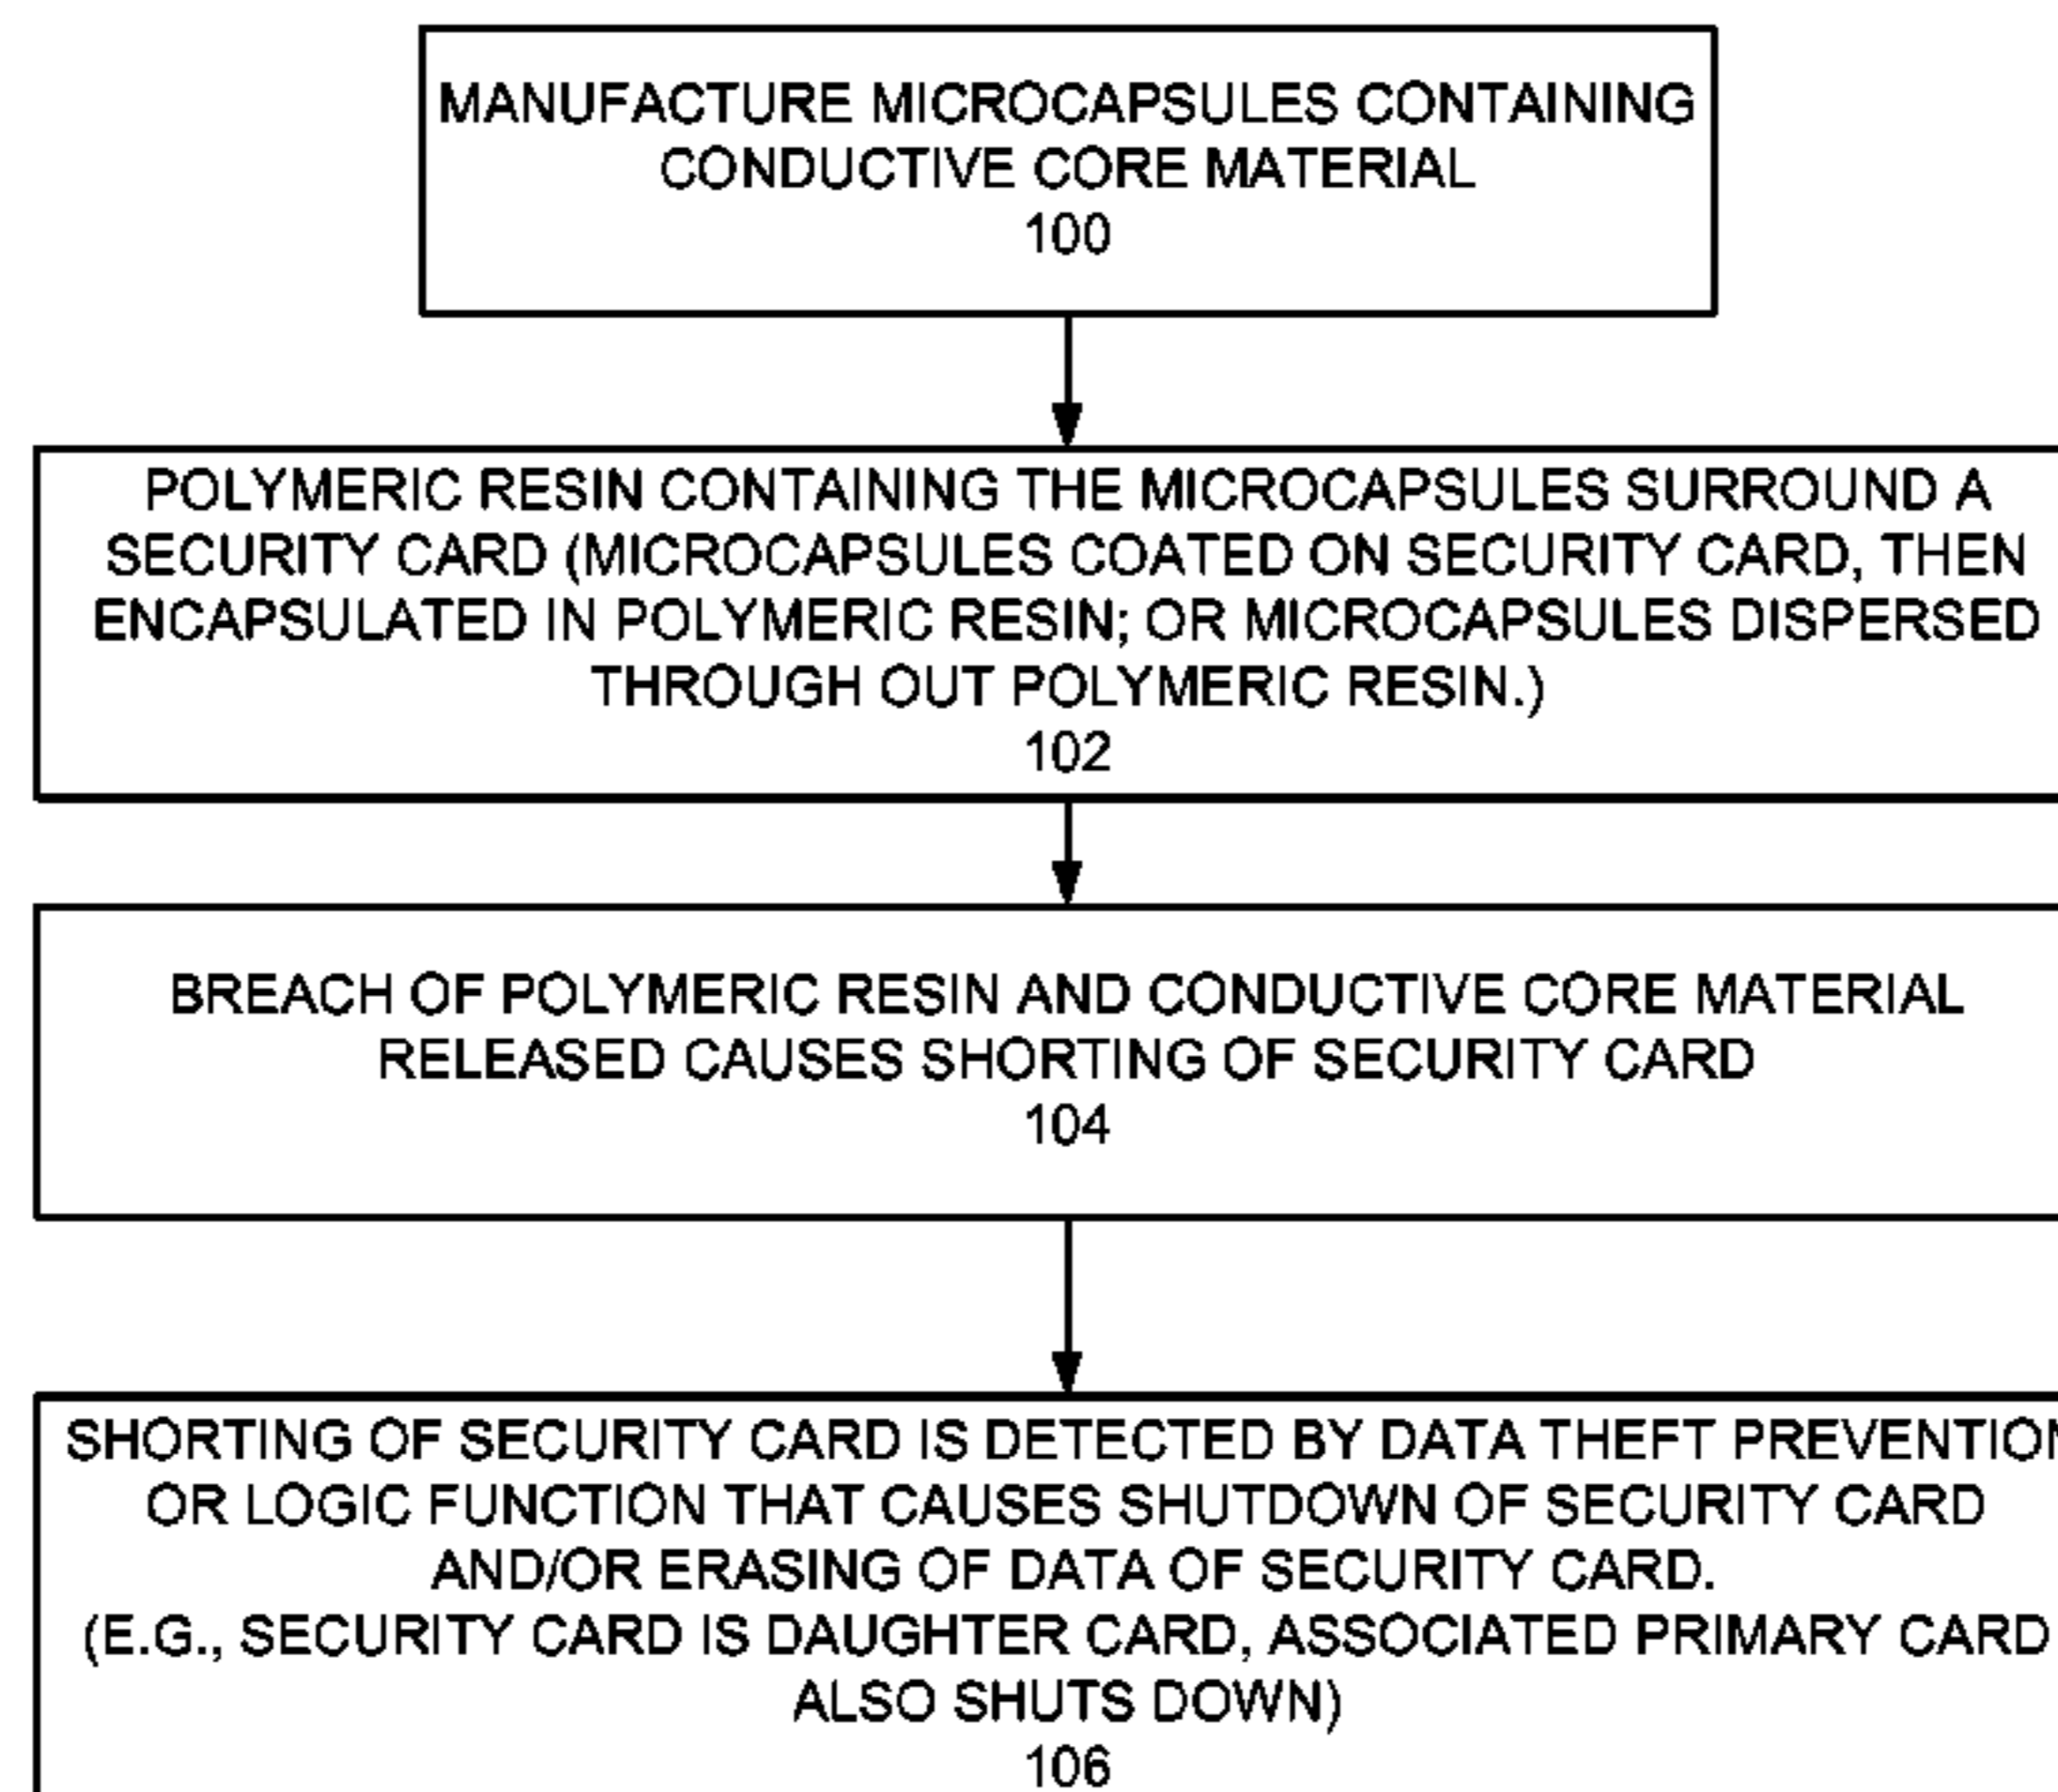 MANUFACTURE MICROCAPSULES CONTAINING
CONDUCTIVE CORE MATERIAL
100
POLYMERIC RESIN CONTAINING THE MICROCAPSULES SURROUND A
SECURITY CARD (MICROCAPSULES COATED ON SECURITY CARD, THEN
ENCAPSULATED IN POLYMERIC RESIN; OR MICROCAPSULES DISPERSED
THROUGH OUT POLYMERIC RESIN.)
102
BREACH OF POLYMERIC RESIN AND CONDUCTIVE CORE MATERIAL
RELEASED CAUSES SHORTING OF SECURITY CARD
104
SHORTING OF SECURITY CARD IS DETECTED BY DATA THEFT PREVENTION
OR LOGIC FUNCTION THAT CAUSES SHUTDOWN OF SECURITY CARD
AND/OR ERASING OF DATA OF SECURITY CARD.
(E.G., SECURITY CARD IS DAUGHTER CARD, ASSOCIATED PRIMARY CARD
ALSO SHUTS DOWN)
106